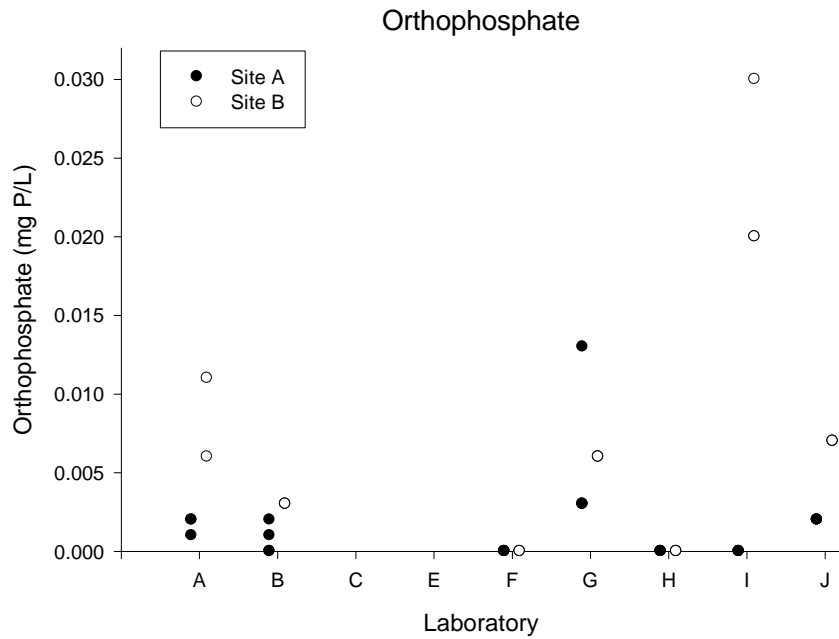 Orthophosphate
Site A
Site B
0.030
0.025
0.020
0.015
0.010
0.005
0.000
Orthophosphate (mg P/L)
A B C E F G H I J
Laboratory